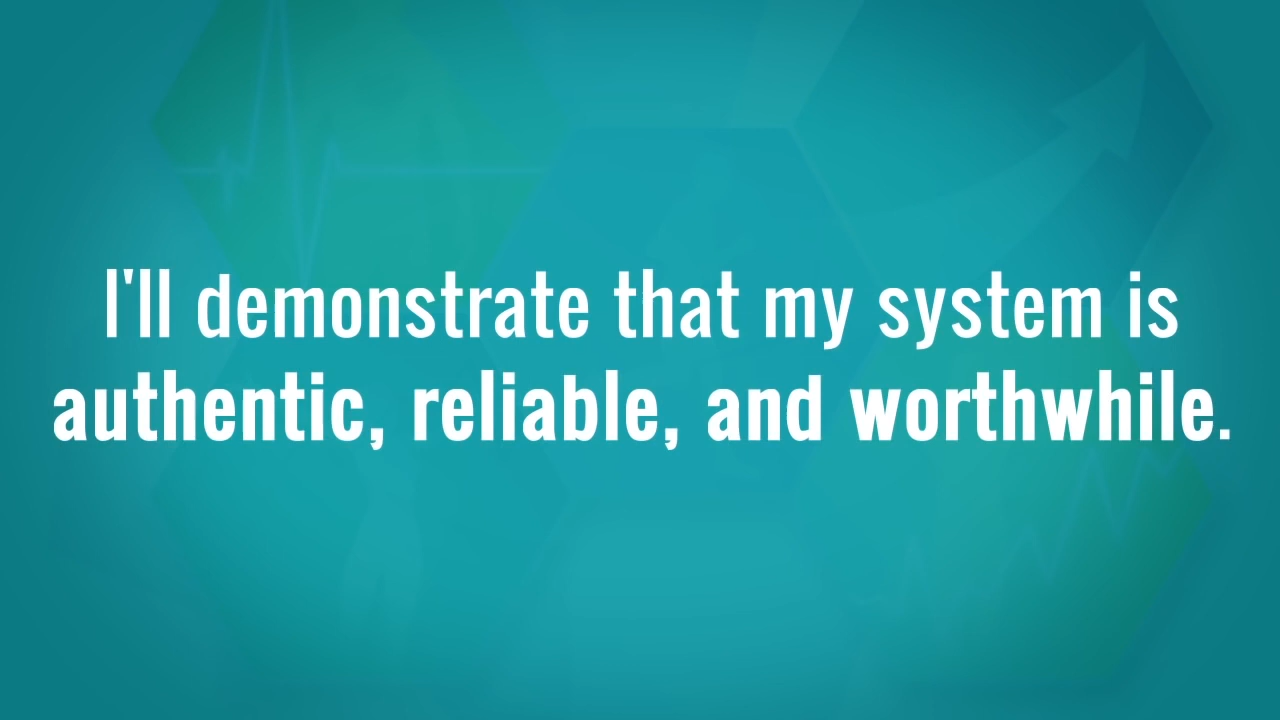 I'll demonstrate that my system is
authentic, reliable, and worthwhile.